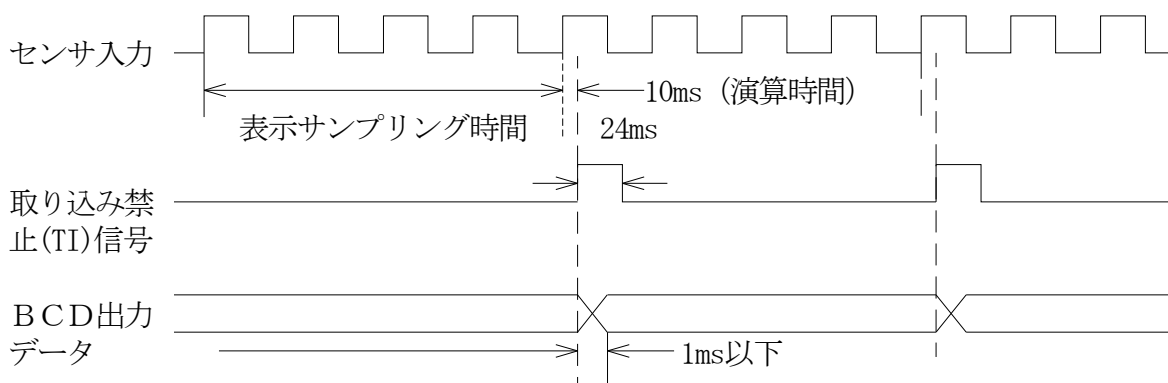 センサ入力
10ms (演算時間)
表示サンプリング時間
24ms
取り込み禁
止(TI)信号
ＢＣＤ出力
データ
1ms以下